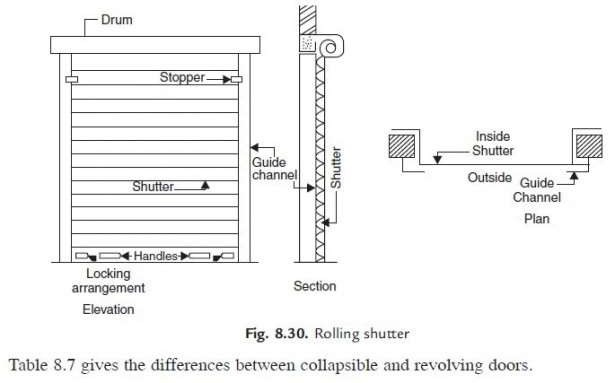 Drum
Stopper
Guide
channel
Shutter
Handles
Locking
arrangement
Elevation
Shutter
Section
Inside
Shutter
Outside
Guide
Channel
Plan
Fig. 8.30. Rolling shutter
Table 8.7 gives the differences between collapsible and revolving doors.